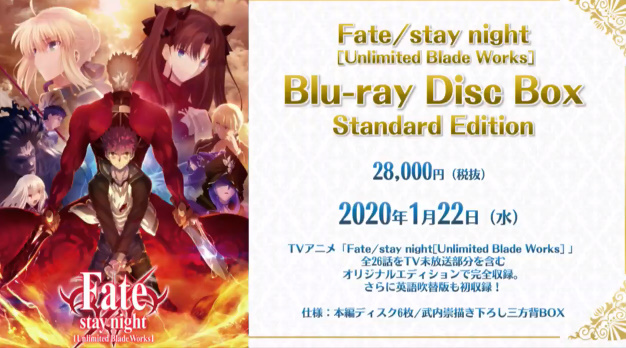 Fate/stay night
[Unlimited Blade Works]
Blu-ray Disc Box
Standard Edition
28,000円（税抜）
2020年1月22日（水）
TVアニメ「Fate/stay night[Unlimited Blade Works] 」
全26話をTV未放送部分を含む
オリジナルエディションで完全収録。
さらに英語吹替版も初収録！
仕様：本編ディスク6枚/武内崇描き下ろし三方背BOX
Fate
stay night
[Unlimited Blade Works]